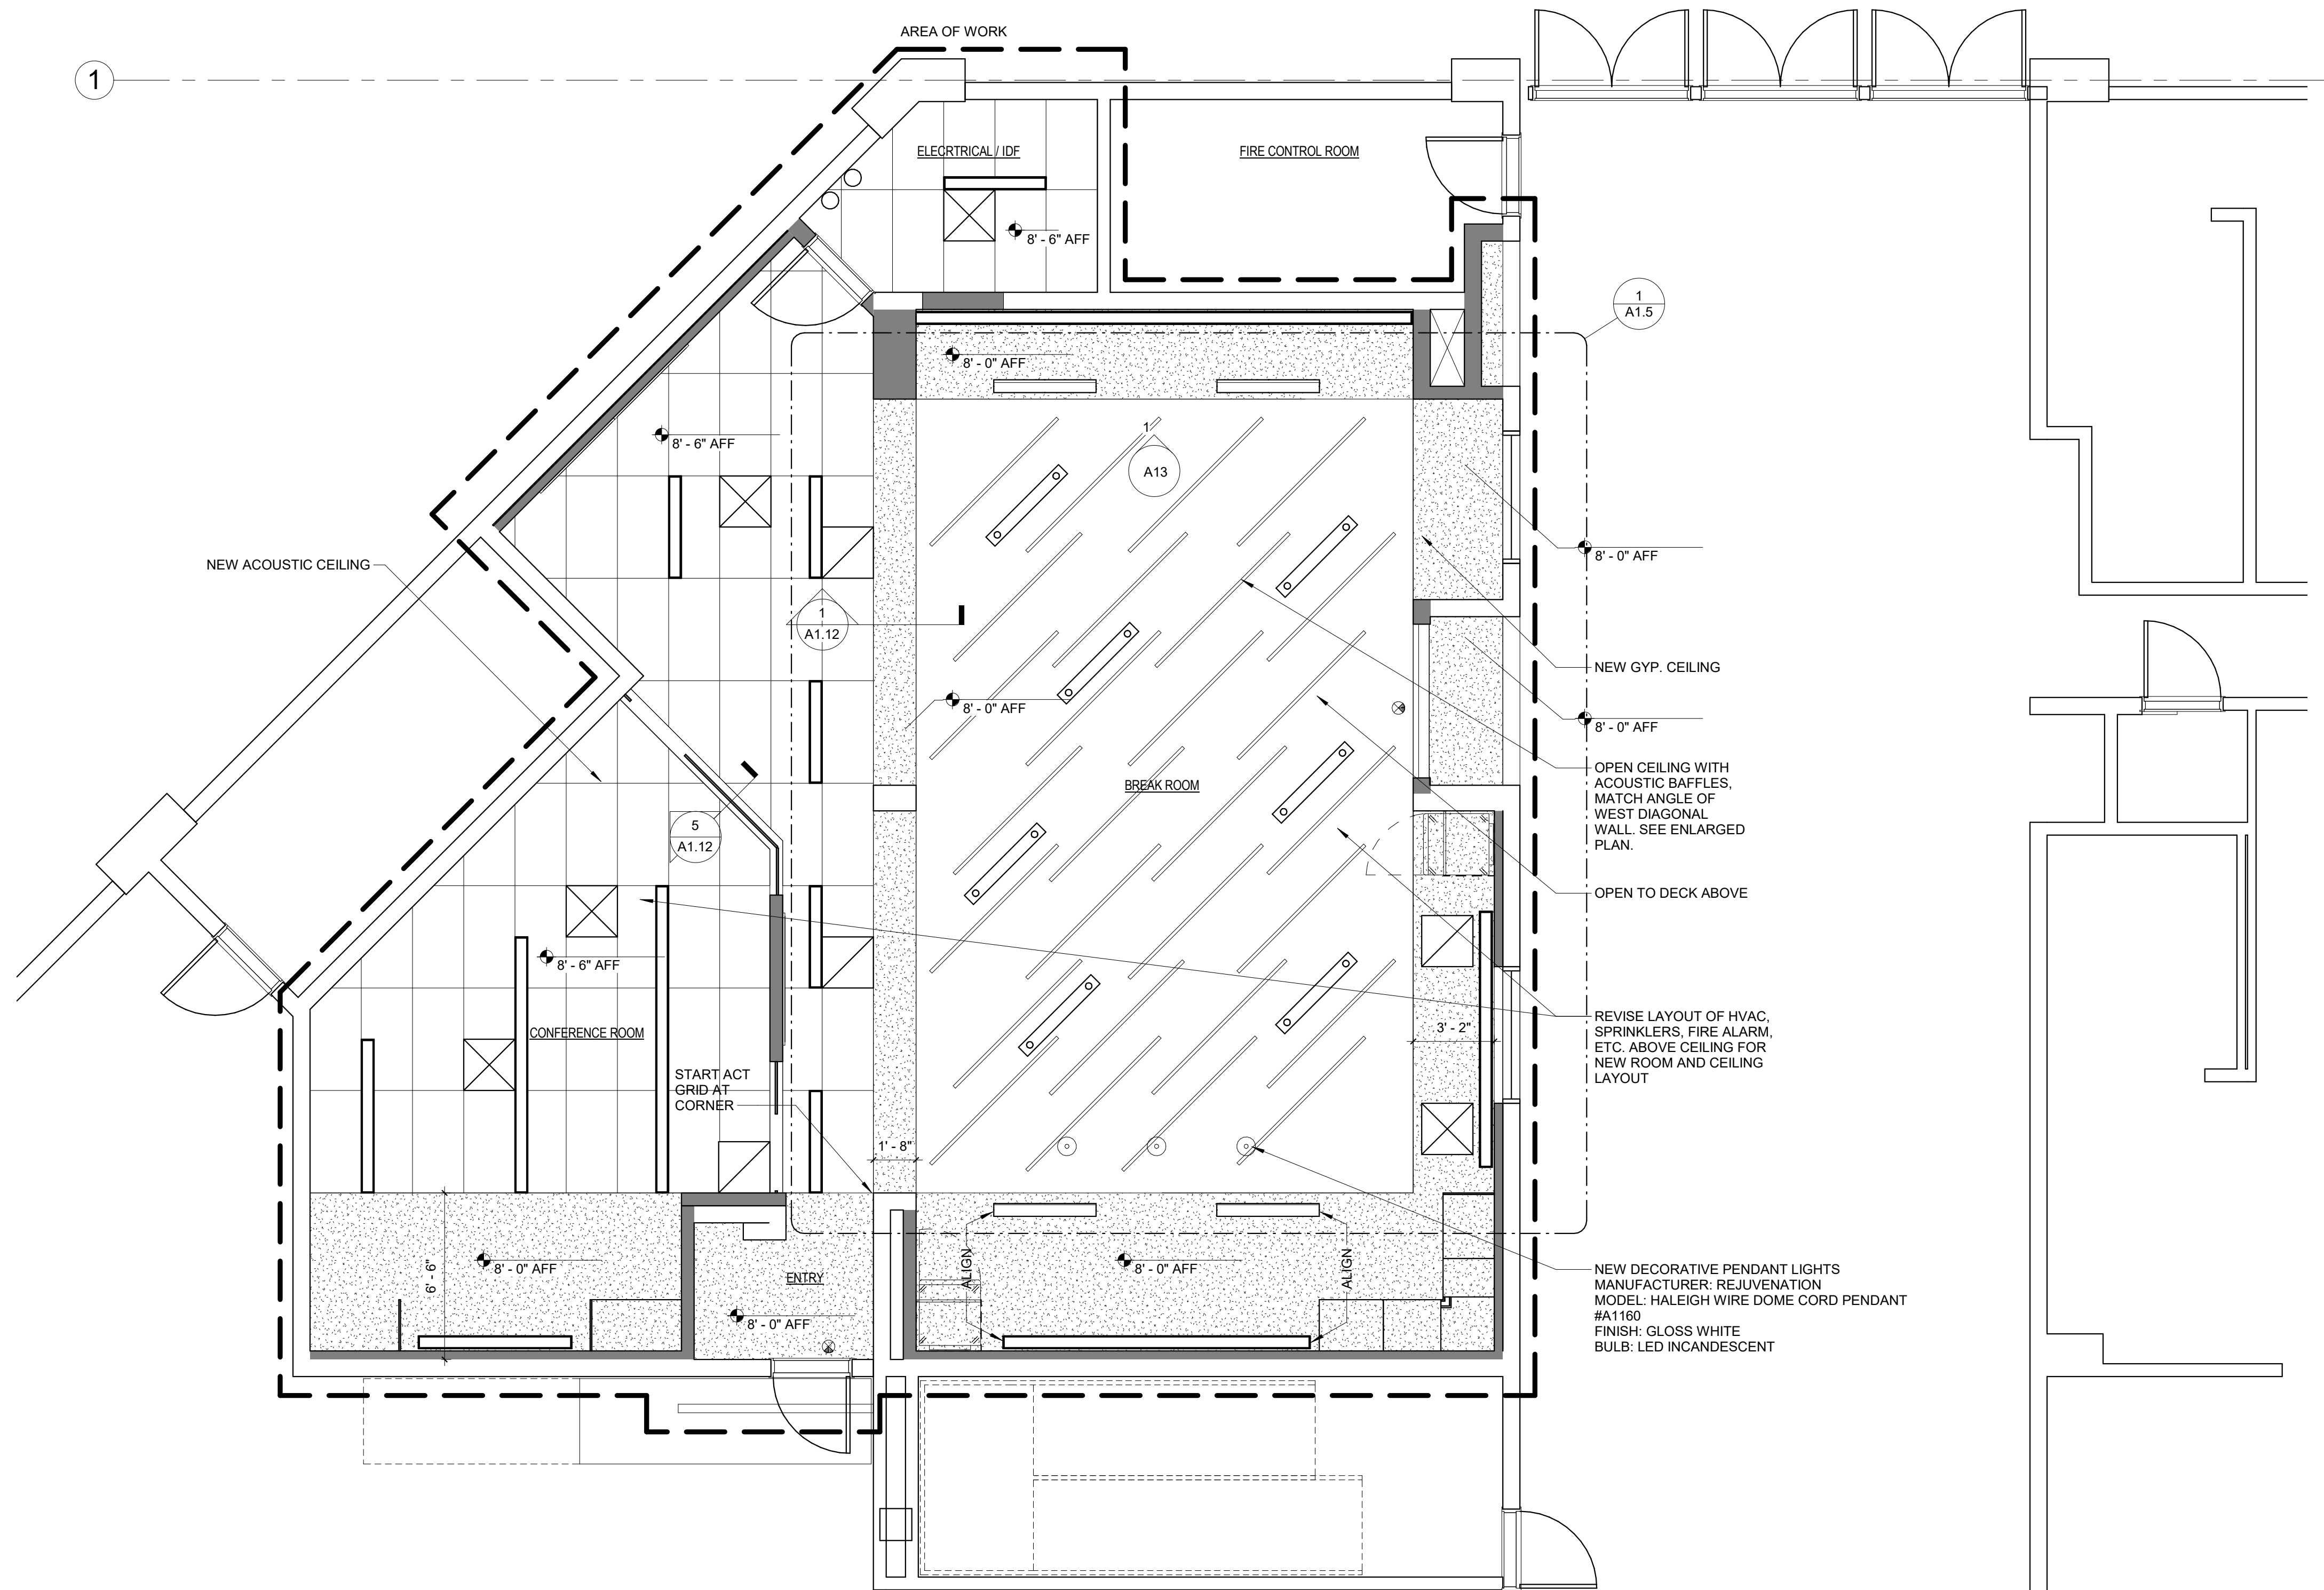 AREA OF WORK
1
ELECRTRICAL / IDF
FIRE CONTROL ROOM
8' - 6" AFF
1
A1.5
8' - 0" AFF
8' - 6" AFF
1
A13
NEW ACOUSTIC CEILING
8' - 0" AFF
1
A1.12
NEW GYP. CEILING
8' - 0" AFF
8' - 0" AFF
OPEN CEILING WITH
ACOUSTIC BAFFLES,
MATCH ANGLE OF
WEST DIAGONAL
WALL. SEE ENLARGED
PLAN.
BREAK ROOM
5
A1.12
OPEN TO DECK ABOVE
8' - 6" AFF
CONFERENCE ROOM
REVISE LAYOUT OF HVAC,
SPRINKLERS, FIRE ALARM,
ETC. ABOVE CEILING FOR
NEW ROOM AND CEILING
LAYOUT
3' - 2"
START ACT
GRID AT
CORNER
1' - 8"
6' - 6"
8' - 0" AFF
ENTRY
8' - 0" AFF
ALIGN
8' - 0" AFF
ALIGN
NEW DECORATIVE PENDANT LIGHTS
MANUFACTURER: REJUVENATION
MODEL: HALEIGH WIRE DOME CORD PENDANT
#A1160
FINISH: GLOSS WHITE
BULB: LED INCANDESCENT